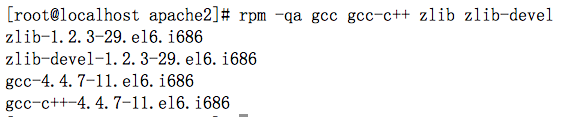 [root@localhost apache2]# rpm -qa gcc gcc-c++ zlib zlib-devel
zlib-1.2.3-29.el6.i686
zlib-devel-1.2.3-29.el6.i686
gcc-4.4.7-11.el6.i686
gcc-c++-4.4.7-11.el6.i686